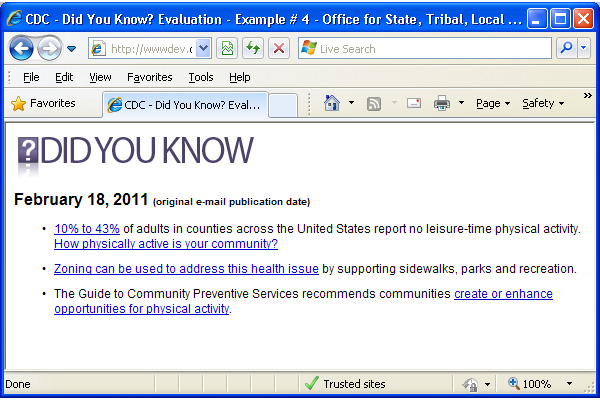 CDC - Did You Know? Evaluation - Example # 4 - Office for State, Tribal, Local ...
http://wwwdev.c
Live Search
File Edit View Favorites Tools Help
Favorites
CDC - Did You Know? Eval...
Page
Safety
»
? DID YOU KNOW
February 18, 2011 (original e-mail publication date)
• 10% to 43% of adults in counties across the United States report no leisure-time physical activity.
How physically active is your community?
• Zoning can be used to address this health issue by supporting sidewalks, parks and recreation.
• The Guide to Community Preventive Services recommends communities create or enhance
opportunities for physical activity.
Done
Trusted sites
100%